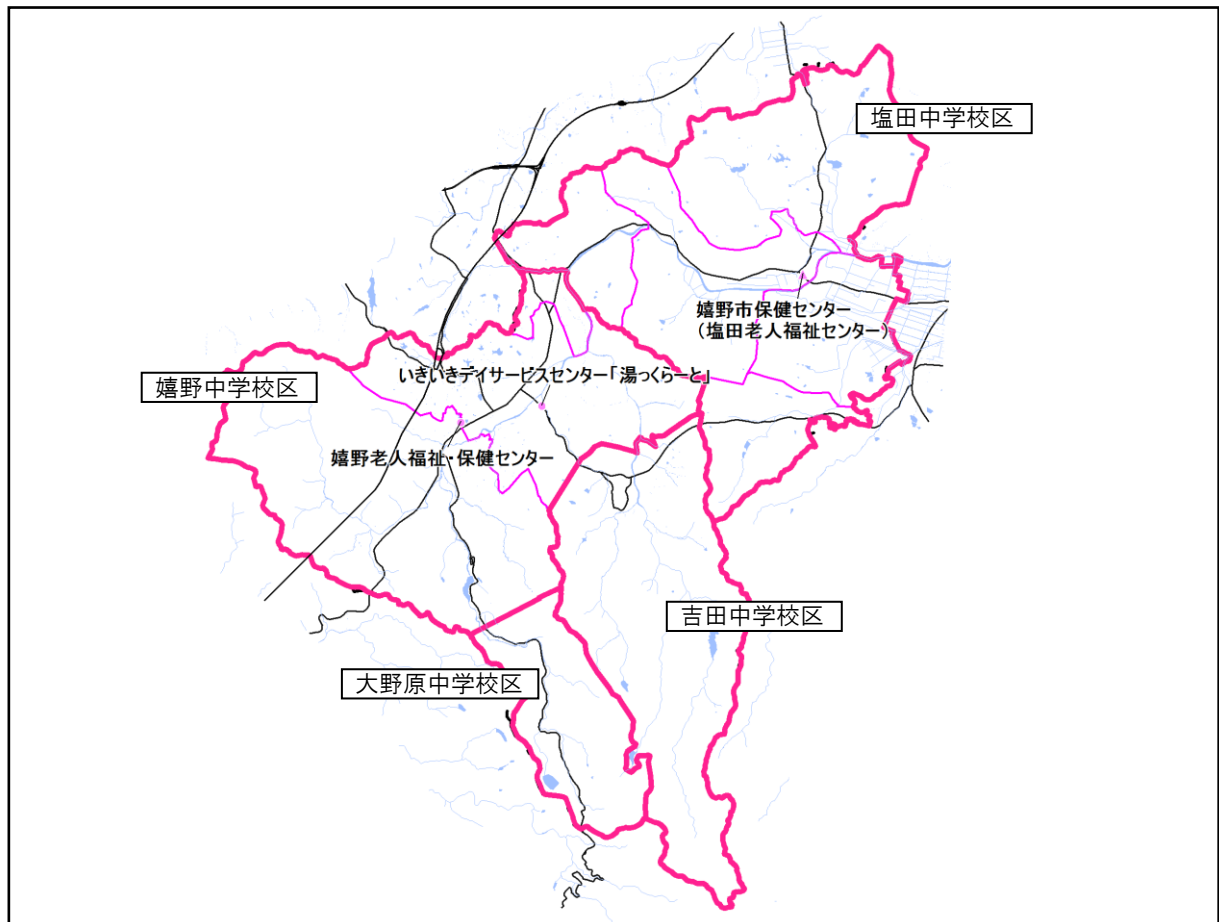 塩田中学校区
嬉野市保健センター
（塩田老人福祉センター）
いきいきデイサービスセンター「湯っくらーと」
嬉野中学校区
嬉野老人福祉・保健センター
吉田中学校区
大野原中学校区